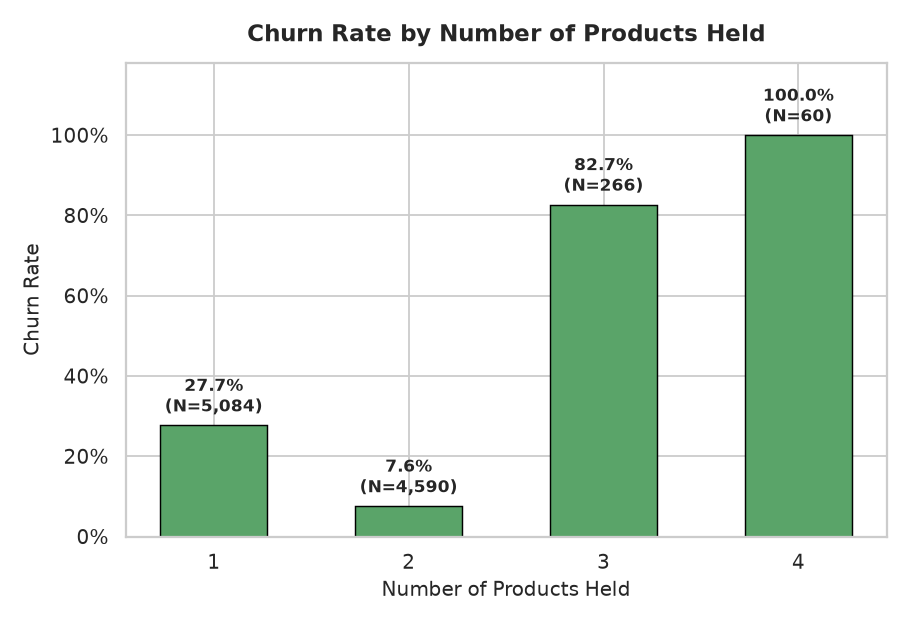 Churn Rate by Number of Products Held
Churn Rate
100%
80%
60%
40%
20%
0%
27.7%
(N=5,084)
7.6%
(N=4,590)
82.7%
(N=266)
100.0%
(N=60)
1
2
3
4
Number of Products Held